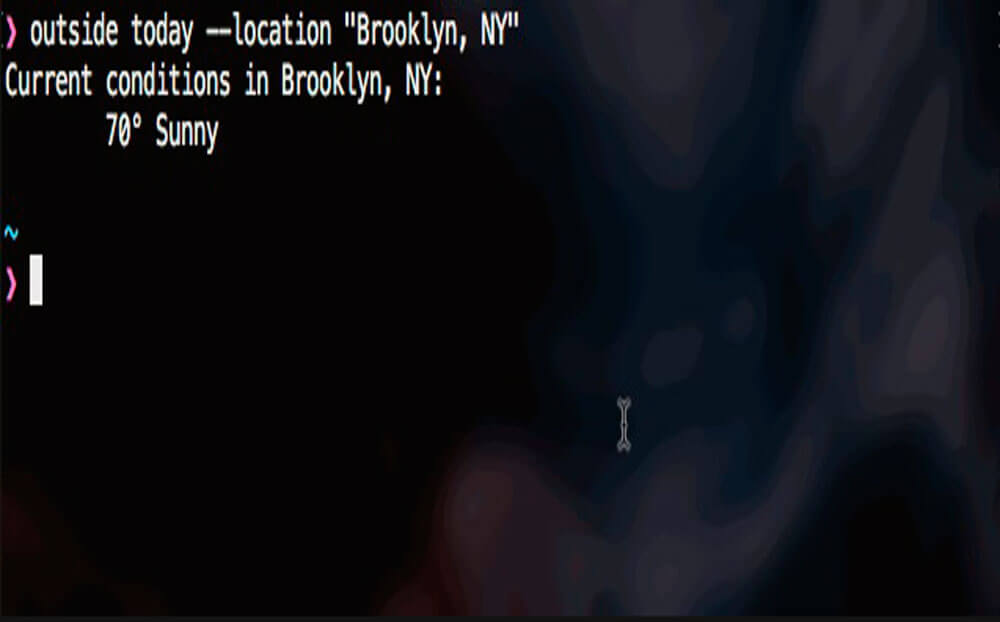 ❯ outside today --location "Brooklyn, NY"
Current conditions in Brooklyn, NY:
70° Sunny
~
❯